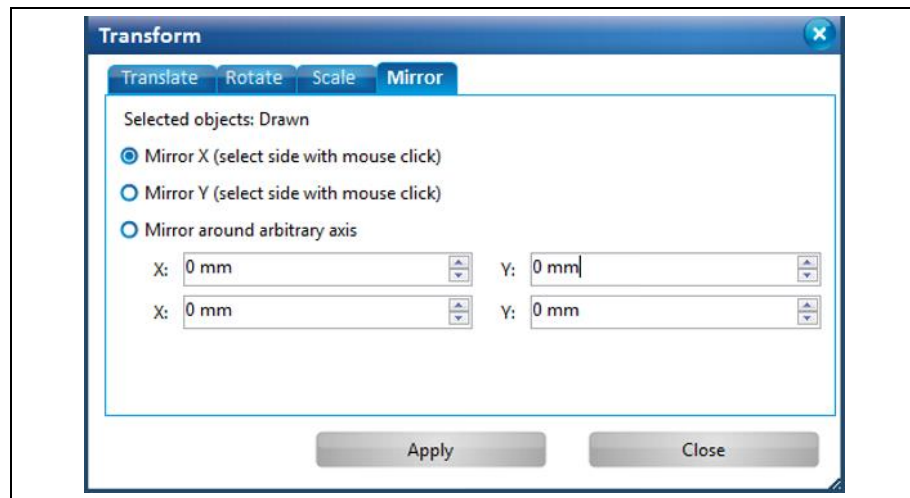 Transform
Translate Rotate Scale Mirror
Selected objects: Drawn
Mirror X (select side with mouse click)
Mirror Y (select side with mouse click)
Mirror around arbitrary axis
X: 0 mm Y: 0 mm
X: 0 mm Y: 0 mm
Apply Close